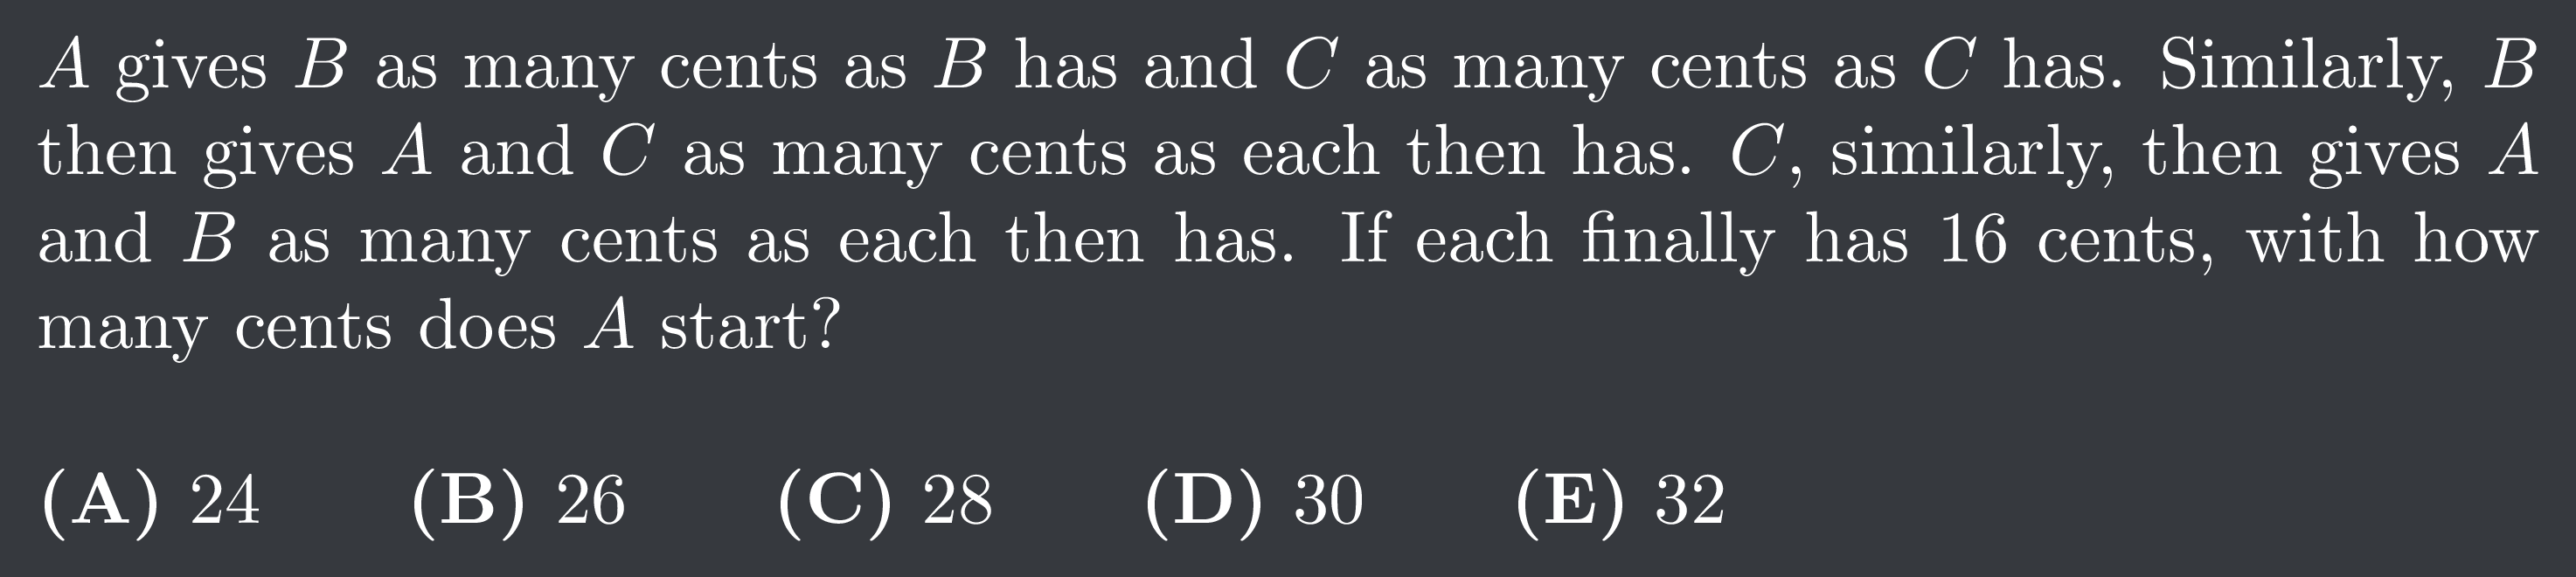 A gives B as many cents as B has and C as many cents as C has. Similarly, B
then gives A and C as many cents as each then has. C, similarly, then gives A
and B as many cents as each then has. If each finally has 16 cents, with how
many cents does A start?
(A) 24 (B) 26 (C) 28 (D) 30 (E) 32